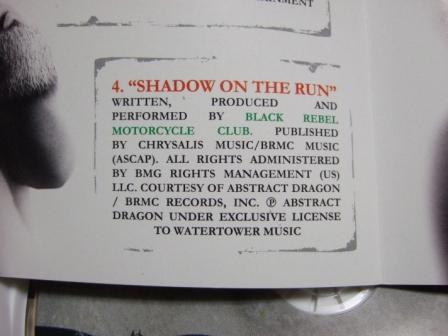 ERNMENT
4. “SHADOW ON THE RUN”
WRITTEN, PRODUCED AND
PERFORMED BY BLACK REBEL
MOTORCYCLE CLUB. PUBLISHED
BY CHRYSALIS MUSIC/BRMC MUSIC
(ASCAP). ALL RIGHTS ADMINISTERED
BY BMG RIGHTS MANAGEMENT (US)
LLC. COURTESY OF ABSTRACT DRAGON
/ BRMC RECORDS, INC. ℗ ABSTRACT
DRAGON UNDER EXCLUSIVE LICENSE
TO WATERTOWER MUSIC